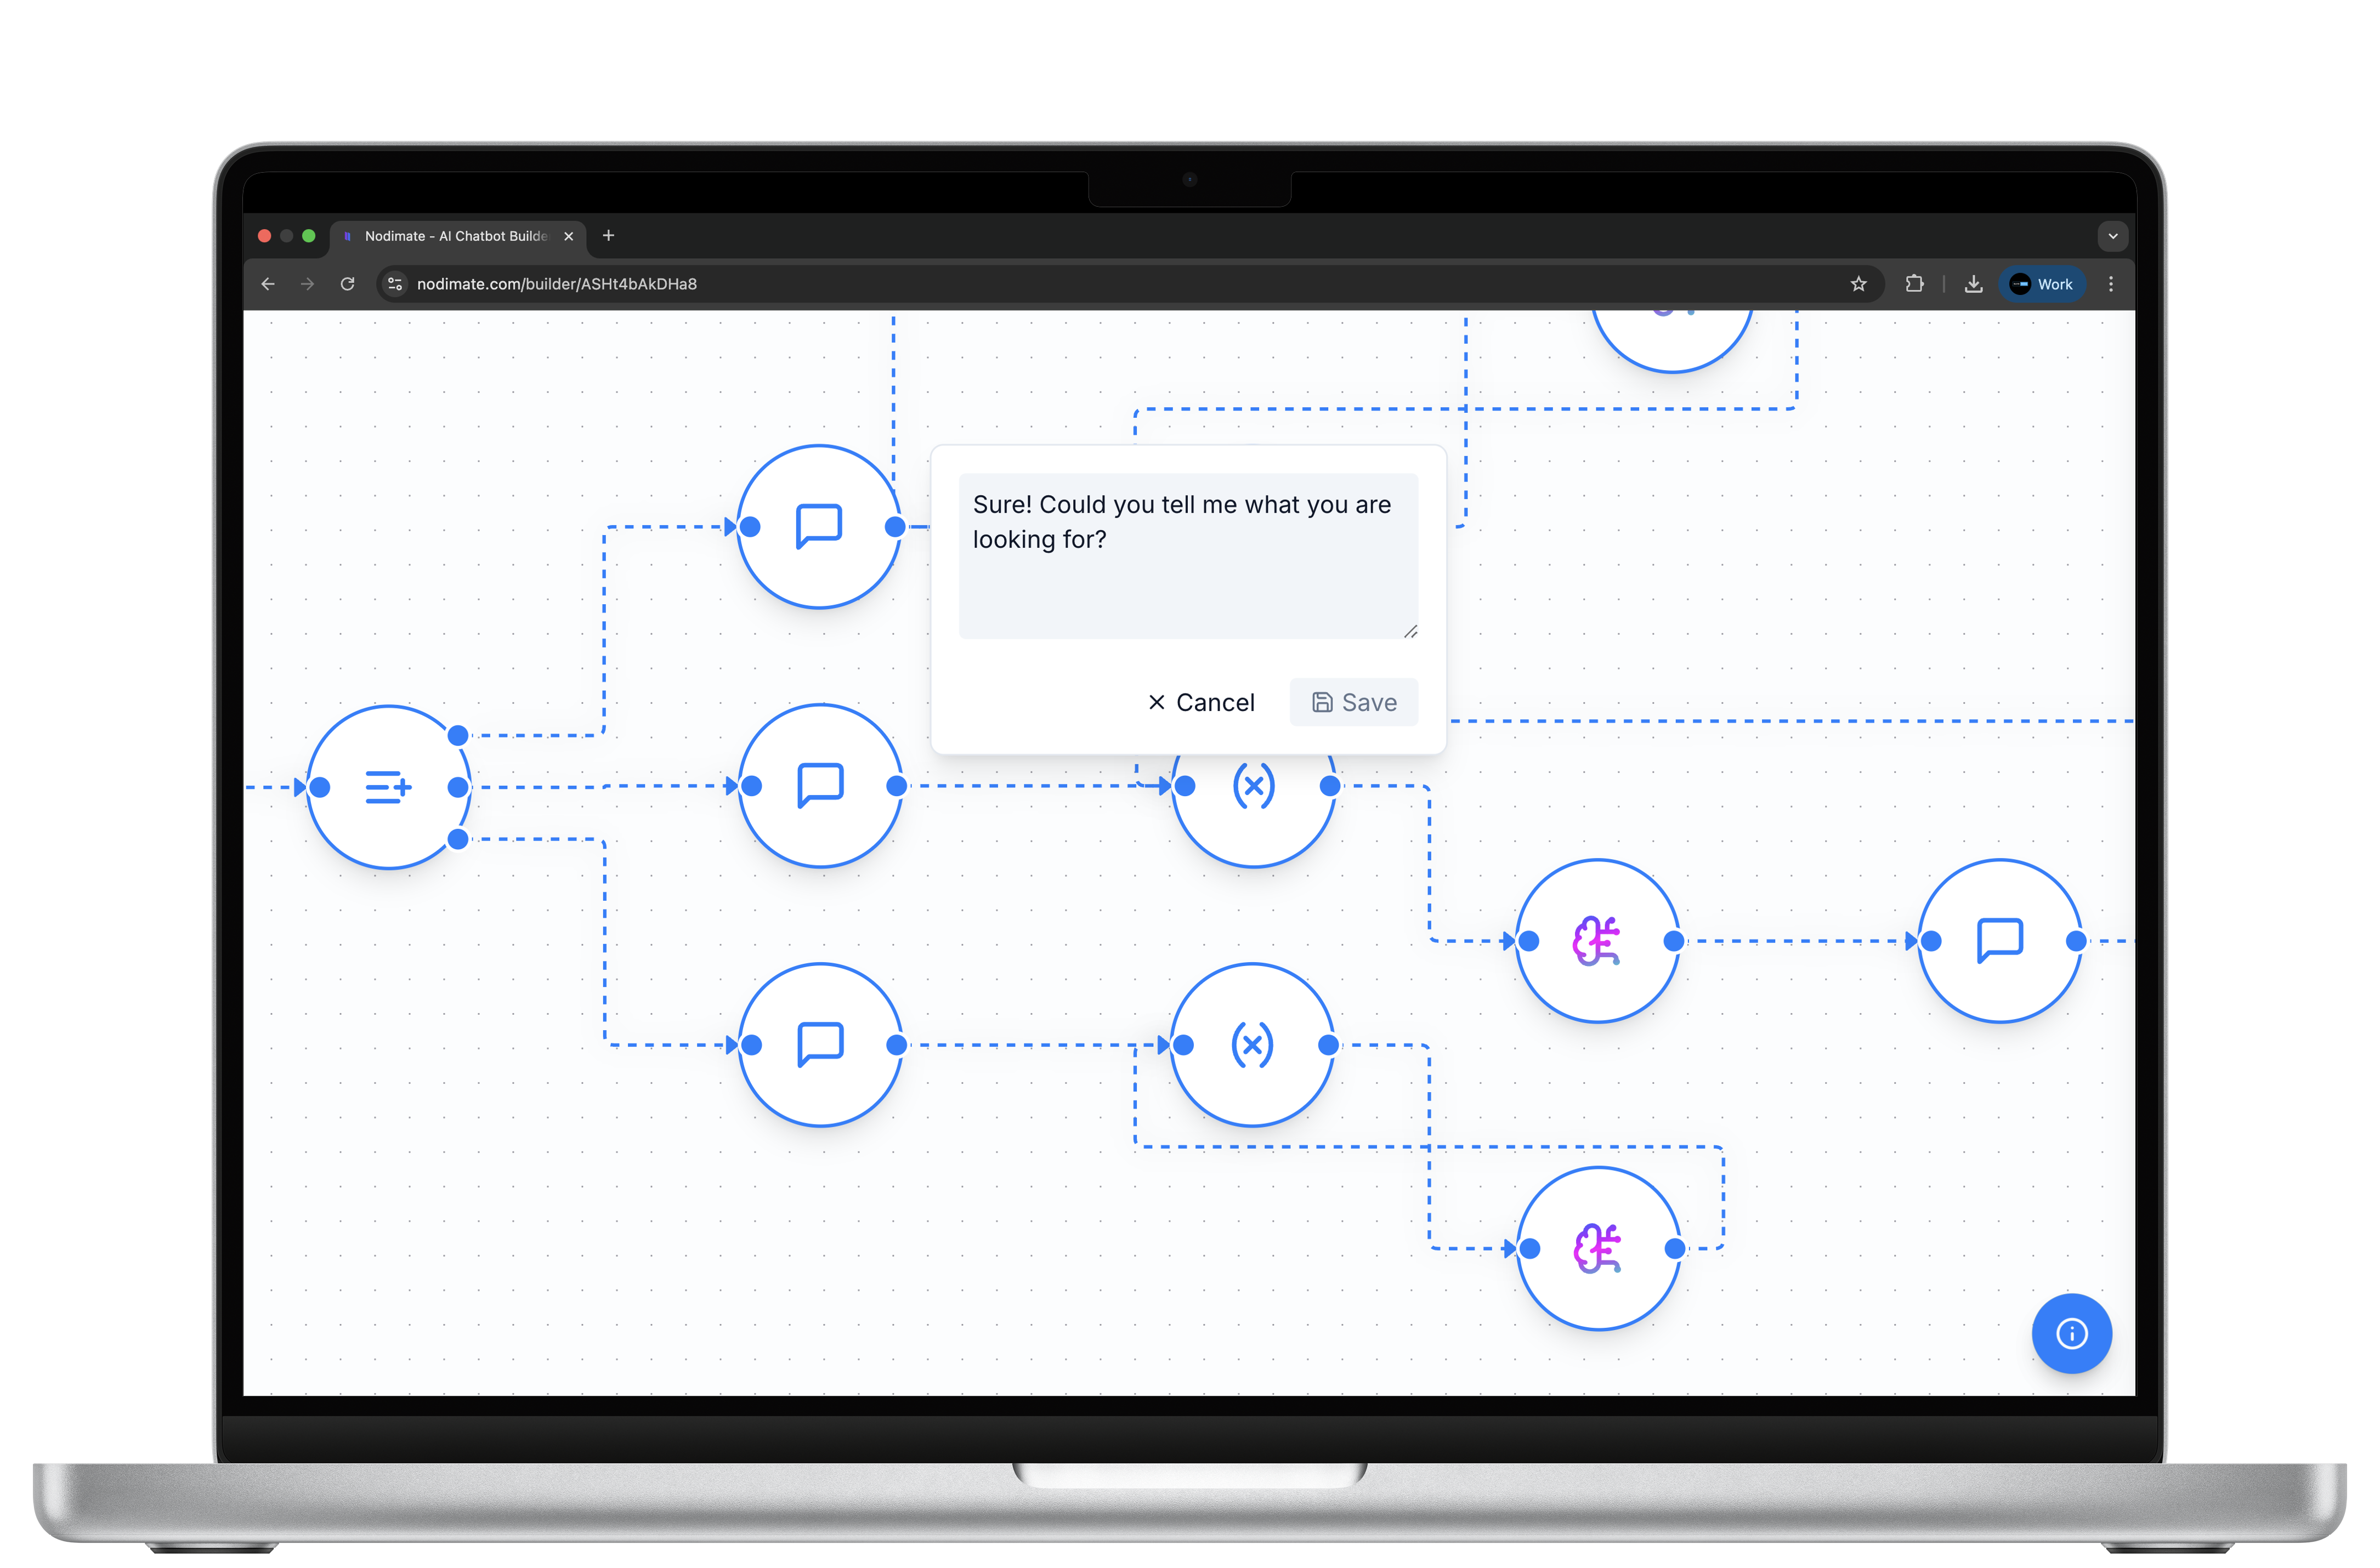 Nodimate - AI Chatbot Builde
nodimate.com/builder/ASHt4bAkDHa8
Work
Sure! Could you tell me what you are
looking for?
Cancel
Save